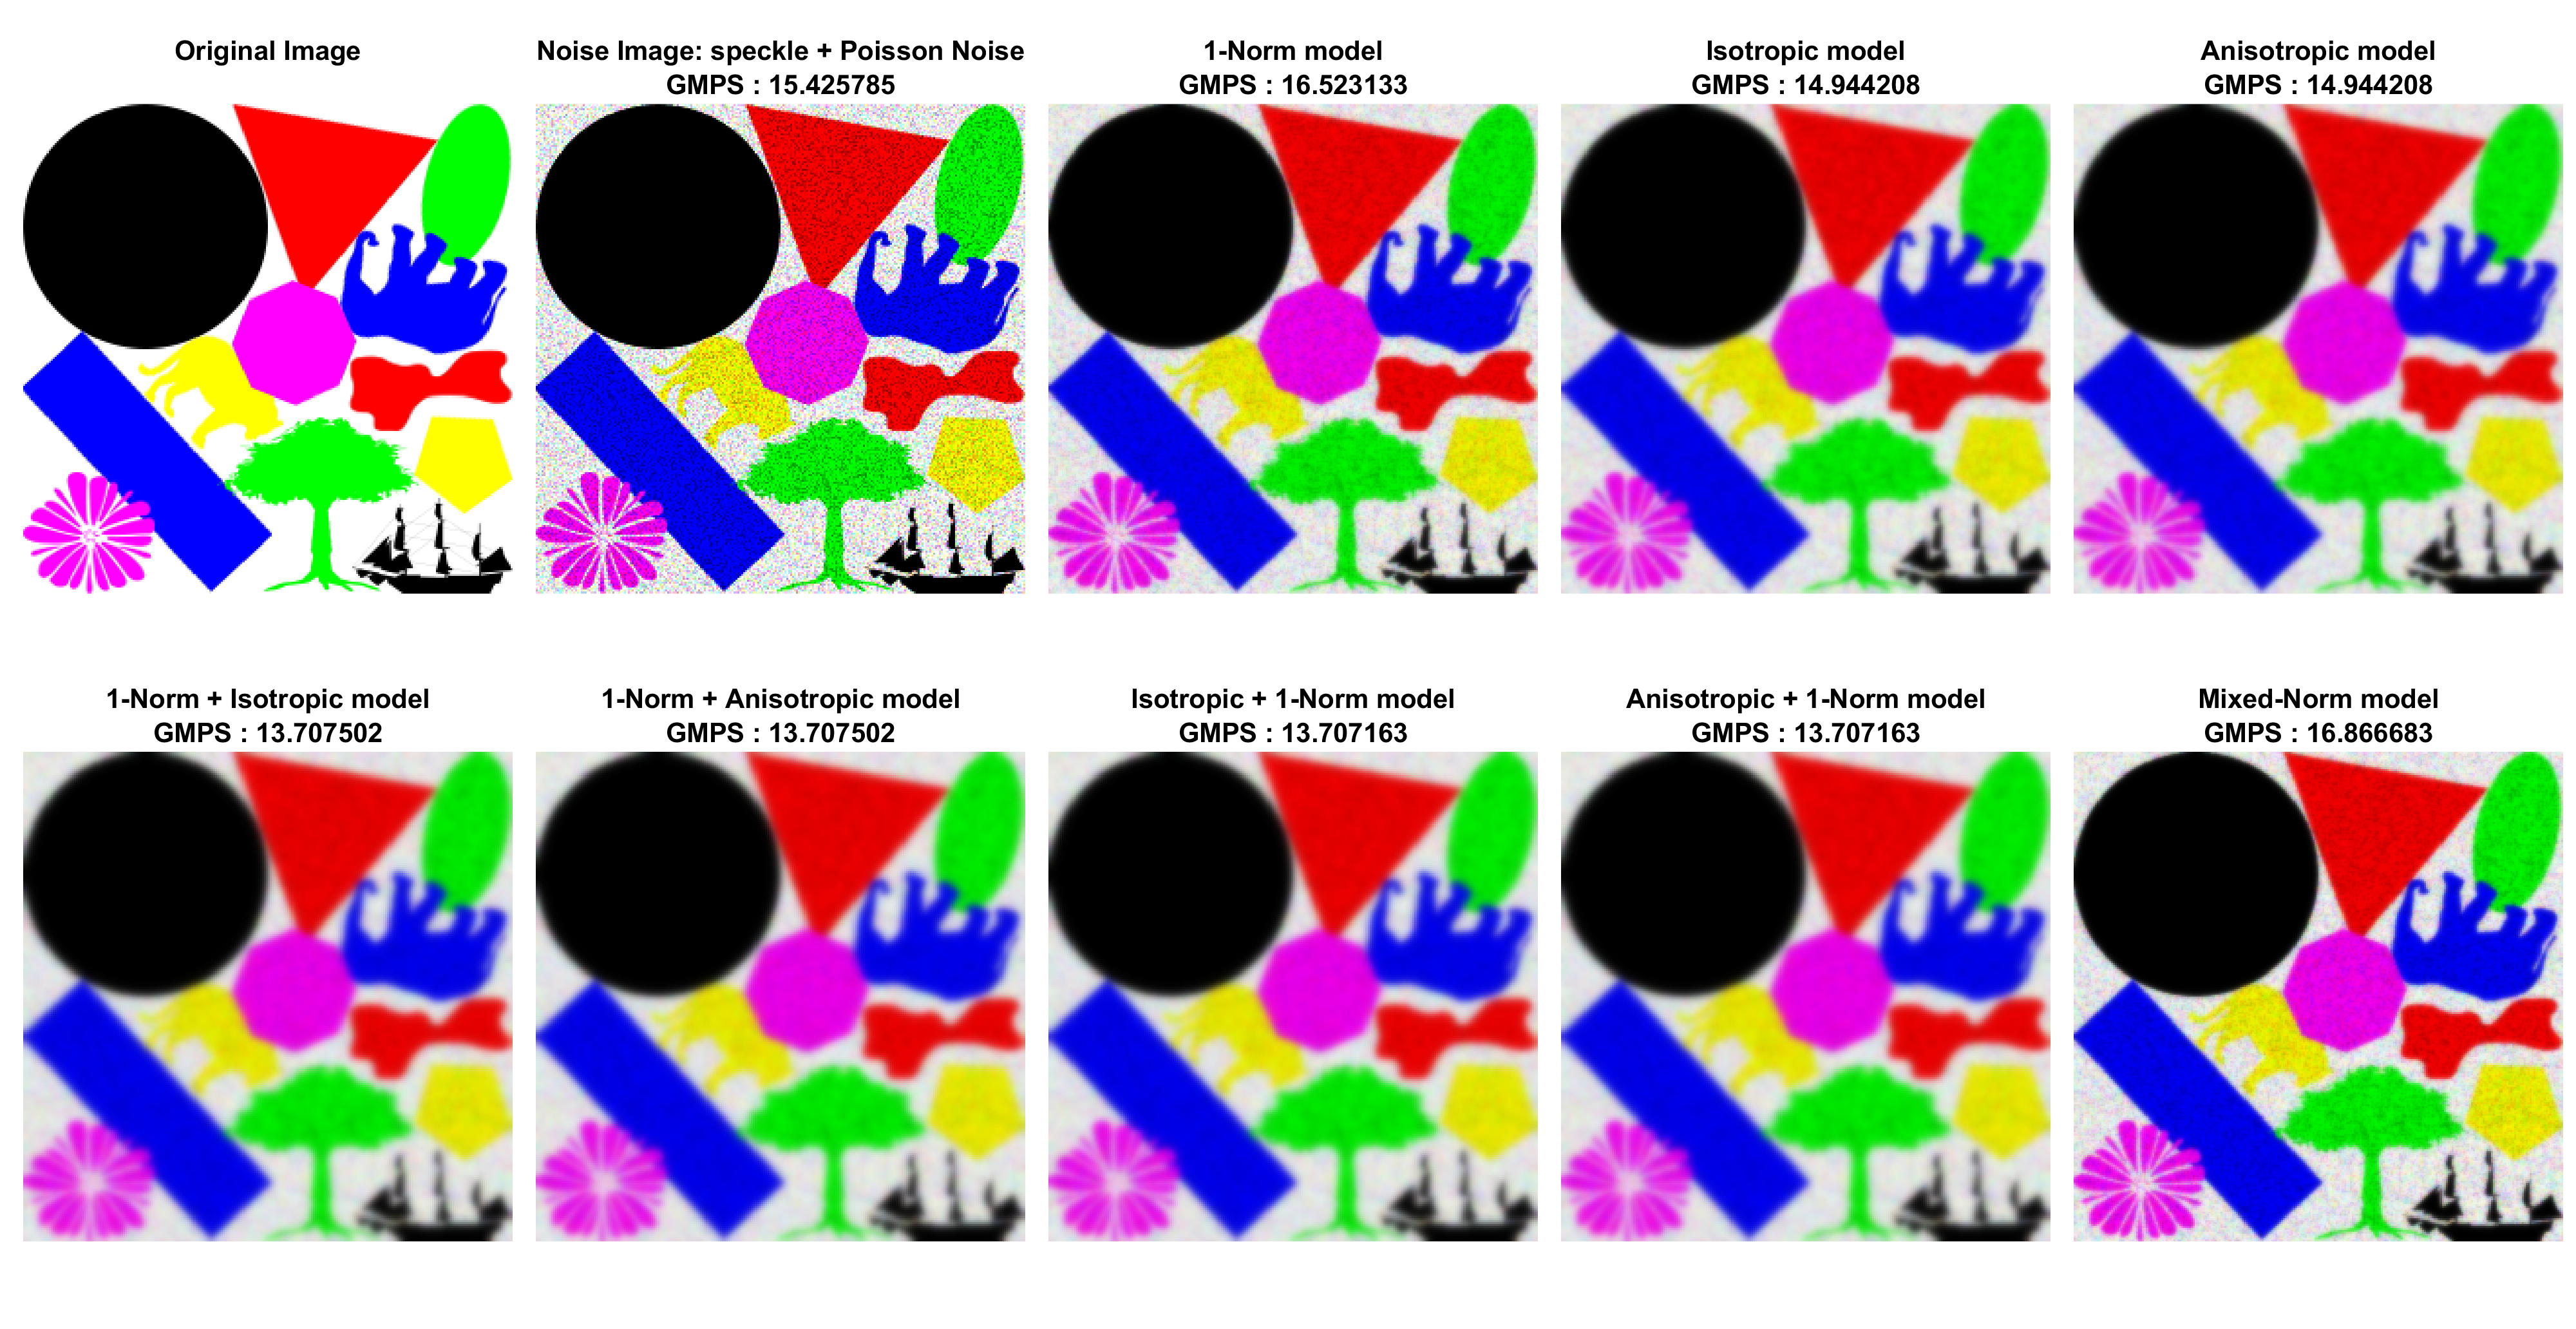 Original Image
Noise Image: speckle + Poisson Noise
GMPS : 15.425785
1-Norm model
GMPS : 16.523133
Isotropic model
GMPS : 14.944208
Anisotropic model
GMPS : 14.944208
1-Norm + Isotropic model
GMPS : 13.707502
1-Norm + Anisotropic model
GMPS : 13.707502
Isotropic + 1-Norm model
GMPS : 13.707163
Anisotropic + 1-Norm model
GMPS : 13.707163
Mixed-Norm model
GMPS : 16.866683